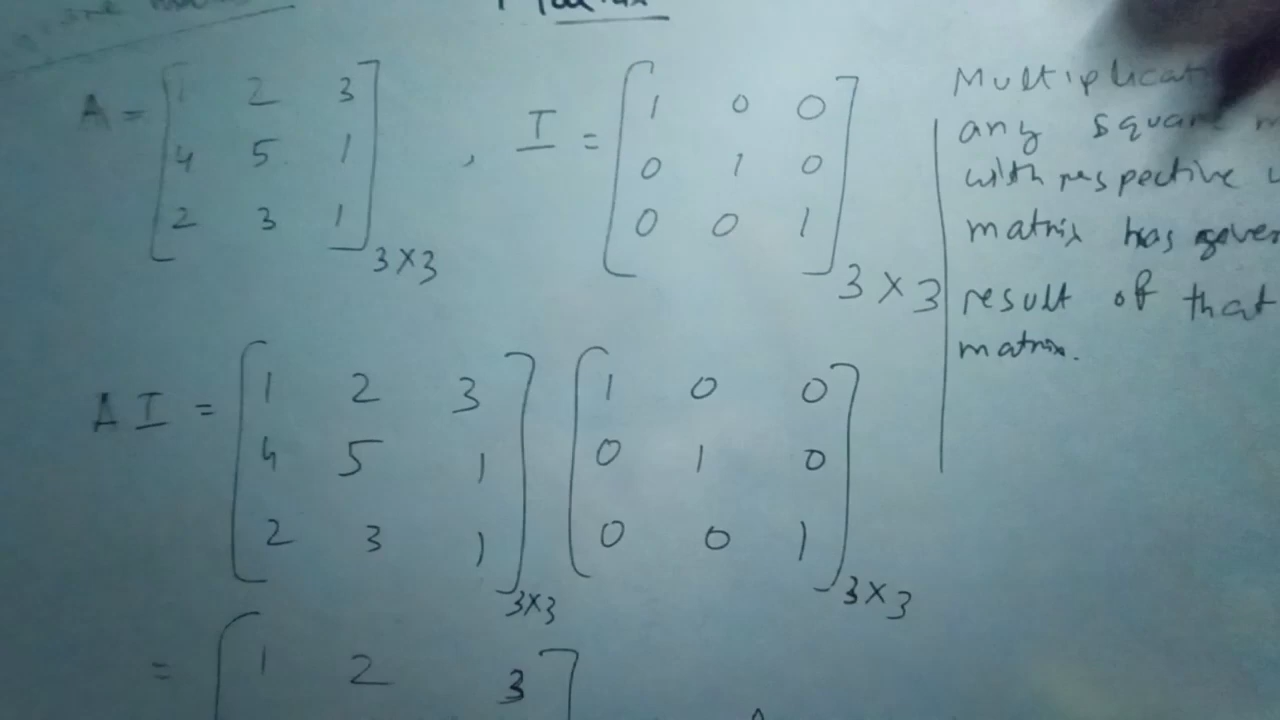 A = [1 2 3
4 5 1
2 3 1] 3×3
, I = [1 0 0
0 1 0
0 0 1] 3×3
any
with respective
matrix has
result of that
matrix.
A I = [1 2 3
4 5 1
2 3 1] 3×3 [1 0 0
0 1 0
0 0 1] 3×3
= [1 2 3]